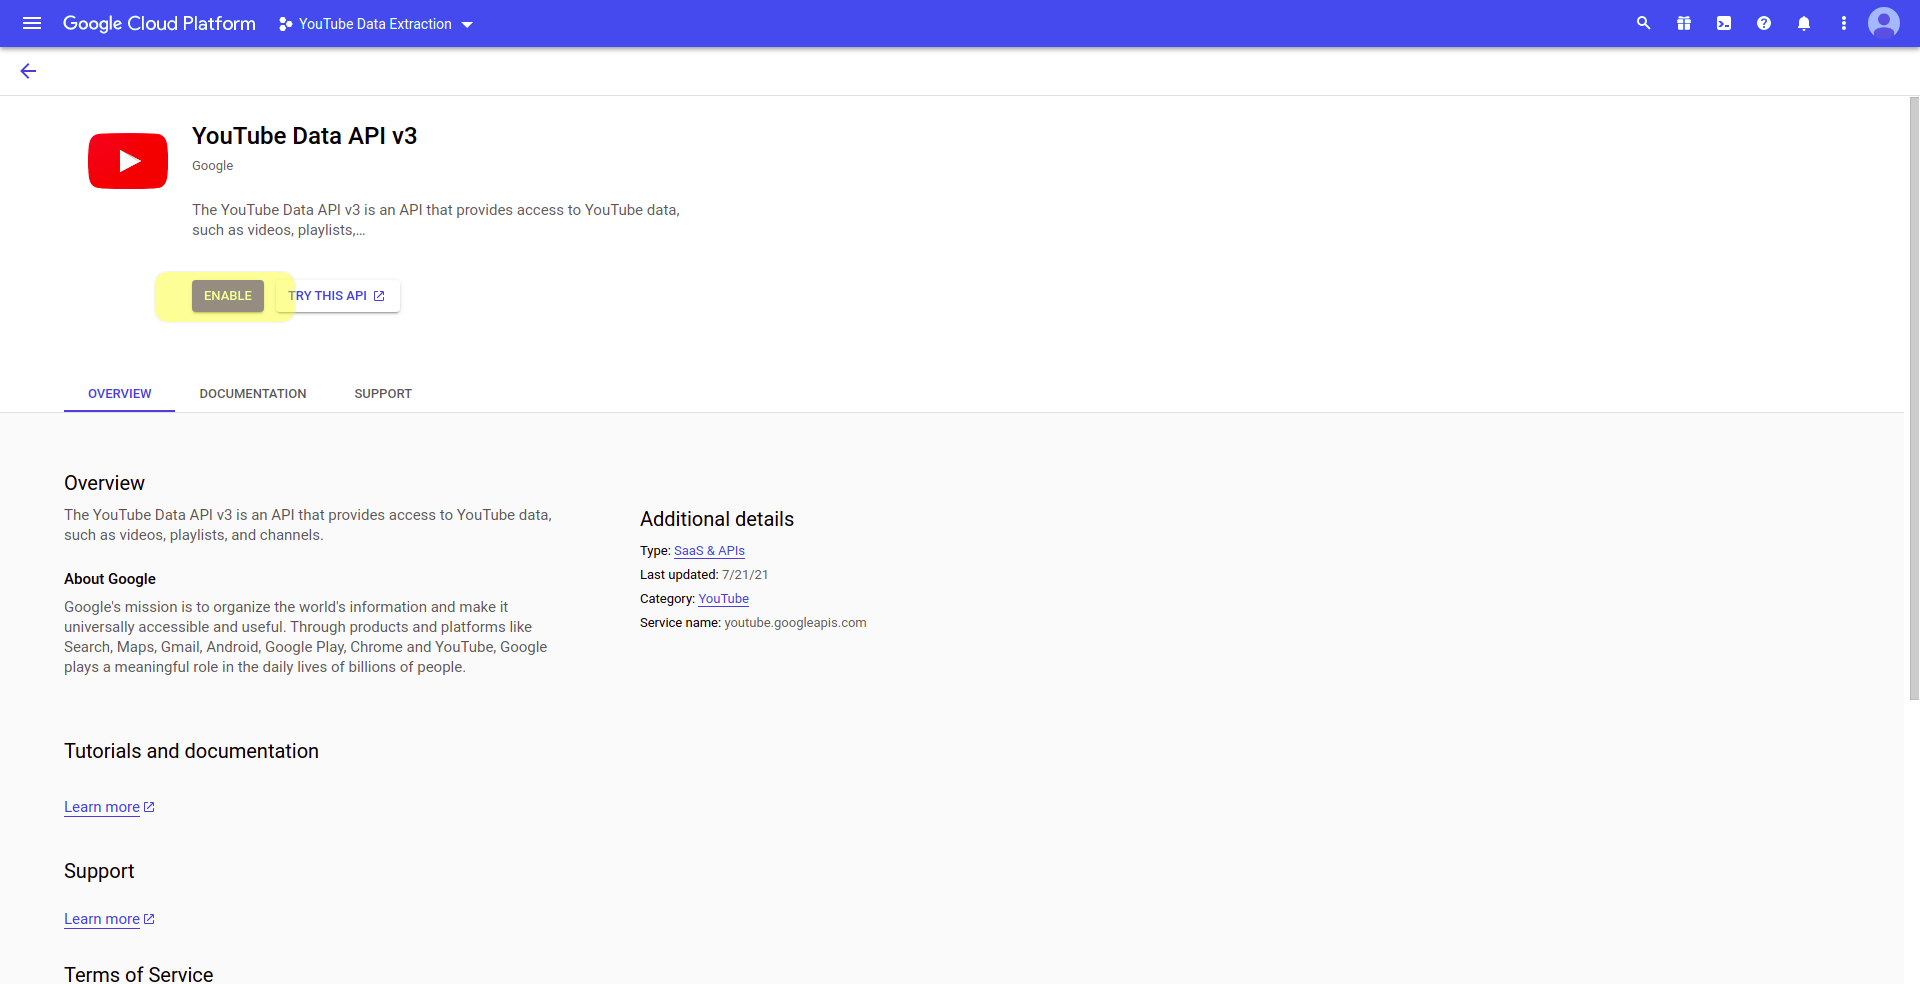 Google Cloud Platform
YouTube Data Extraction
YouTube Data API v3
Google
The YouTube Data API v3 is an API that provides access to YouTube data,
such as videos, playlists,...
ENABLE
TRY THIS API
OVERVIEW
DOCUMENTATION
SUPPORT
Overview
The YouTube Data API v3 is an API that provides access to YouTube data,
such as videos, playlists, and channels.
About Google
Google's mission is to organize the world's information and make it
universally accessible and useful. Through products and platforms like
Search, Maps, Gmail, Android, Google Play, Chrome and YouTube, Google
plays a meaningful role in the daily lives of billions of people.
Additional details
Type: SaaS & APIs
Last updated: 7/21/21
Category: YouTube
Service name: youtube.googleapis.com
Tutorials and documentation
Learn more
Support
Learn more
Terms of Service